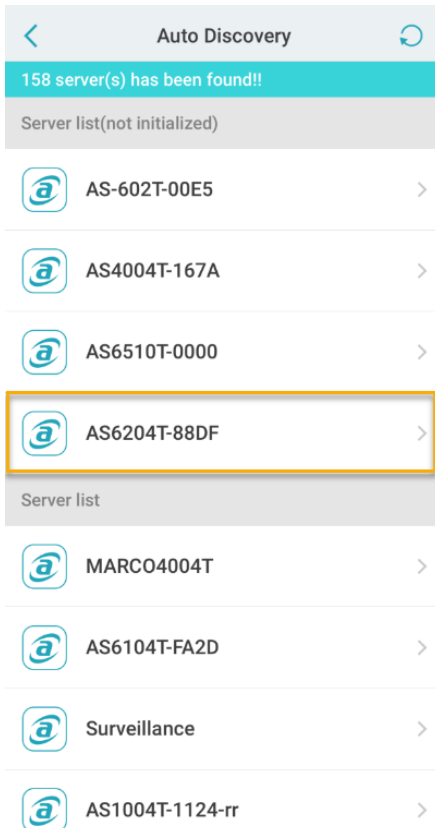 Auto Discovery
158 server(s) has been found!!
Server list(not initialized)
AS-602T-00E5
AS4004T-167A
AS6510T-0000
AS6204T-88DF
Server list
MARCO4004T
AS6104T-FA2D
Surveillance
AS1004T-1124-rr